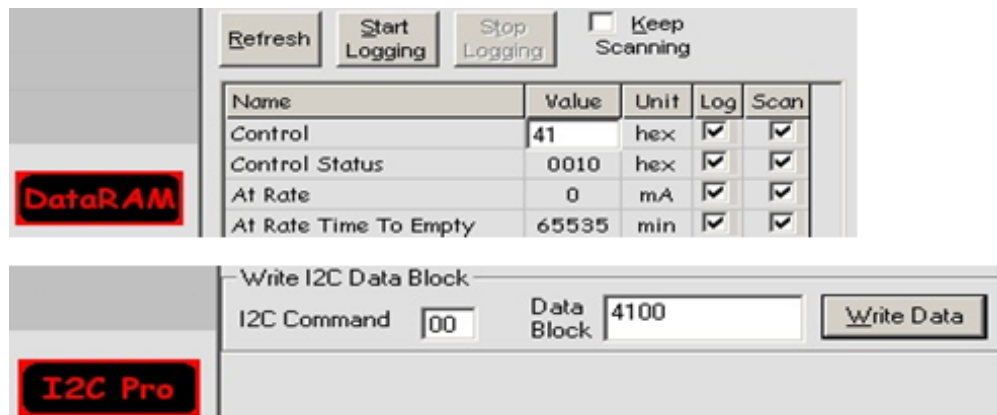 Refresh Start Logging Stop Logging Keep Scanning
Name Value Unit Log Scan
Control 41 hex
Control Status 0010 hex
DataRAM
At Rate 0 mA
At Rate Time To Empty 65535 min
Write I2C Data Block
I2C Command 00 Data Block 4100 Write Data
I2C Pro